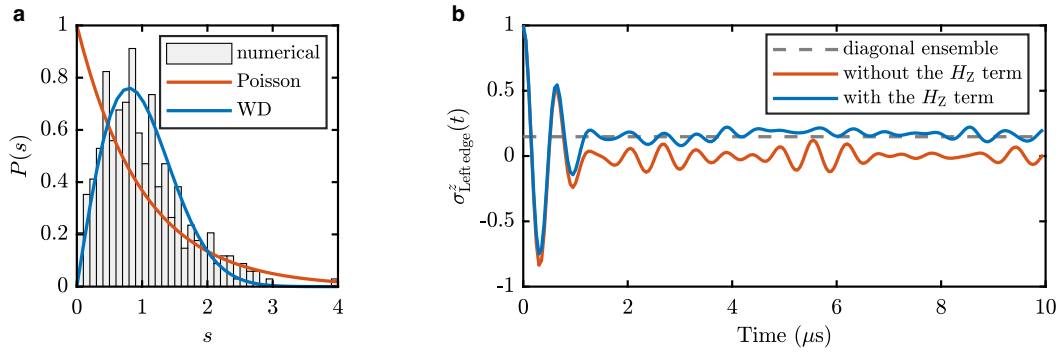 a
1
0.8
0.6
0.4
0.2
0
P(s)
0
1
2
3
4
s
numerical
Poisson
WD
b
1
0.5
0
-0.5
-1
σ^z_Left edge(t)
0
2
4
6
8
10
Time (μs)
diagonal ensemble
without the H_Z term
with the H_Z term